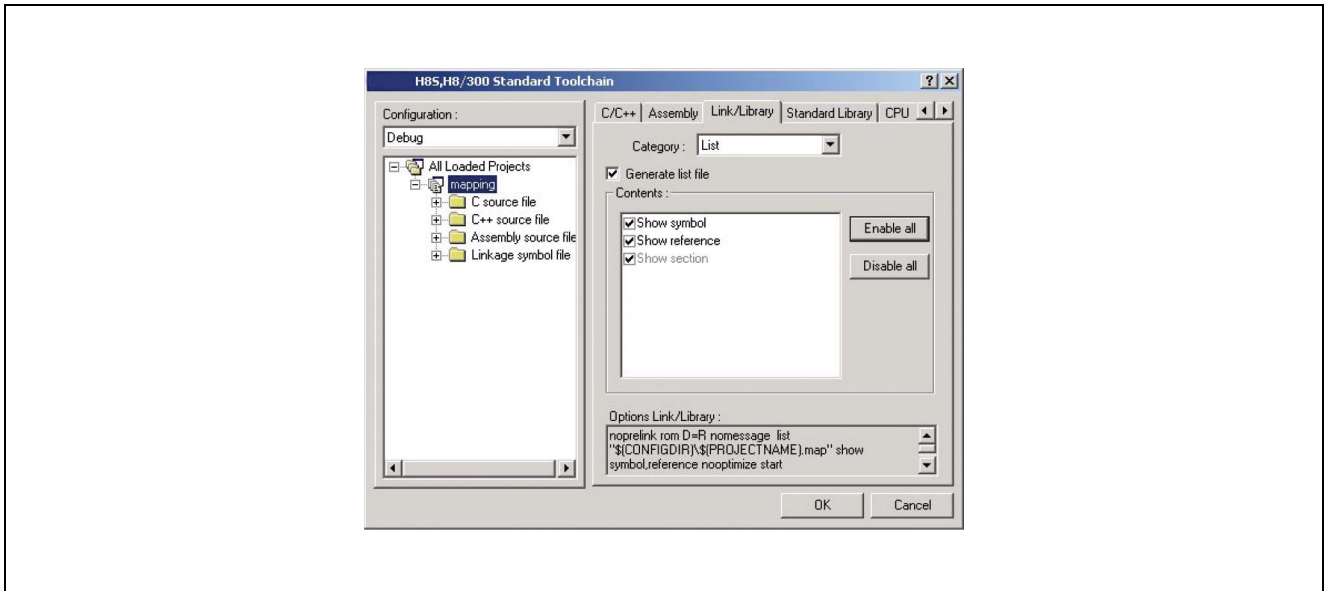 H8S,H8/300 Standard Toolchain
Configuration :
Debug
All Loaded Projects
mapping
C source file
C++ source file
Assembly source file
Linkage symbol file
C/C++ Assembly Link/Library Standard Library CPU
Category : List
Generate list file
Contents :
Show symbol
Show reference
Show section
Enable all
Disable all
Options Link/Library :
noprelink rom D=R nomessage list
"$(CONFIGDIR)\$(PROJECTNAME).map" show
symbol,reference nooptimize start
OK Cancel